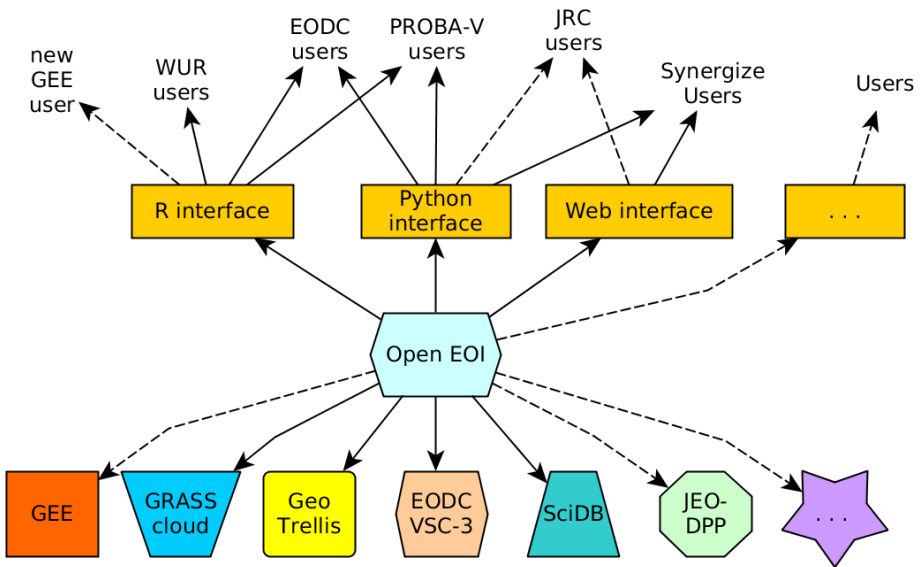 new
GEE
user
WUR
users
EODC
users
PROBA-V
users
JRC
users
Synergize
Users
Users
R interface
Python
interface
Web interface
. . .
Open EOI
GEE
GRASS
cloud
Geo
Trellis
EODC
VSC-3
SciDB
JEO-
DPP
. . .